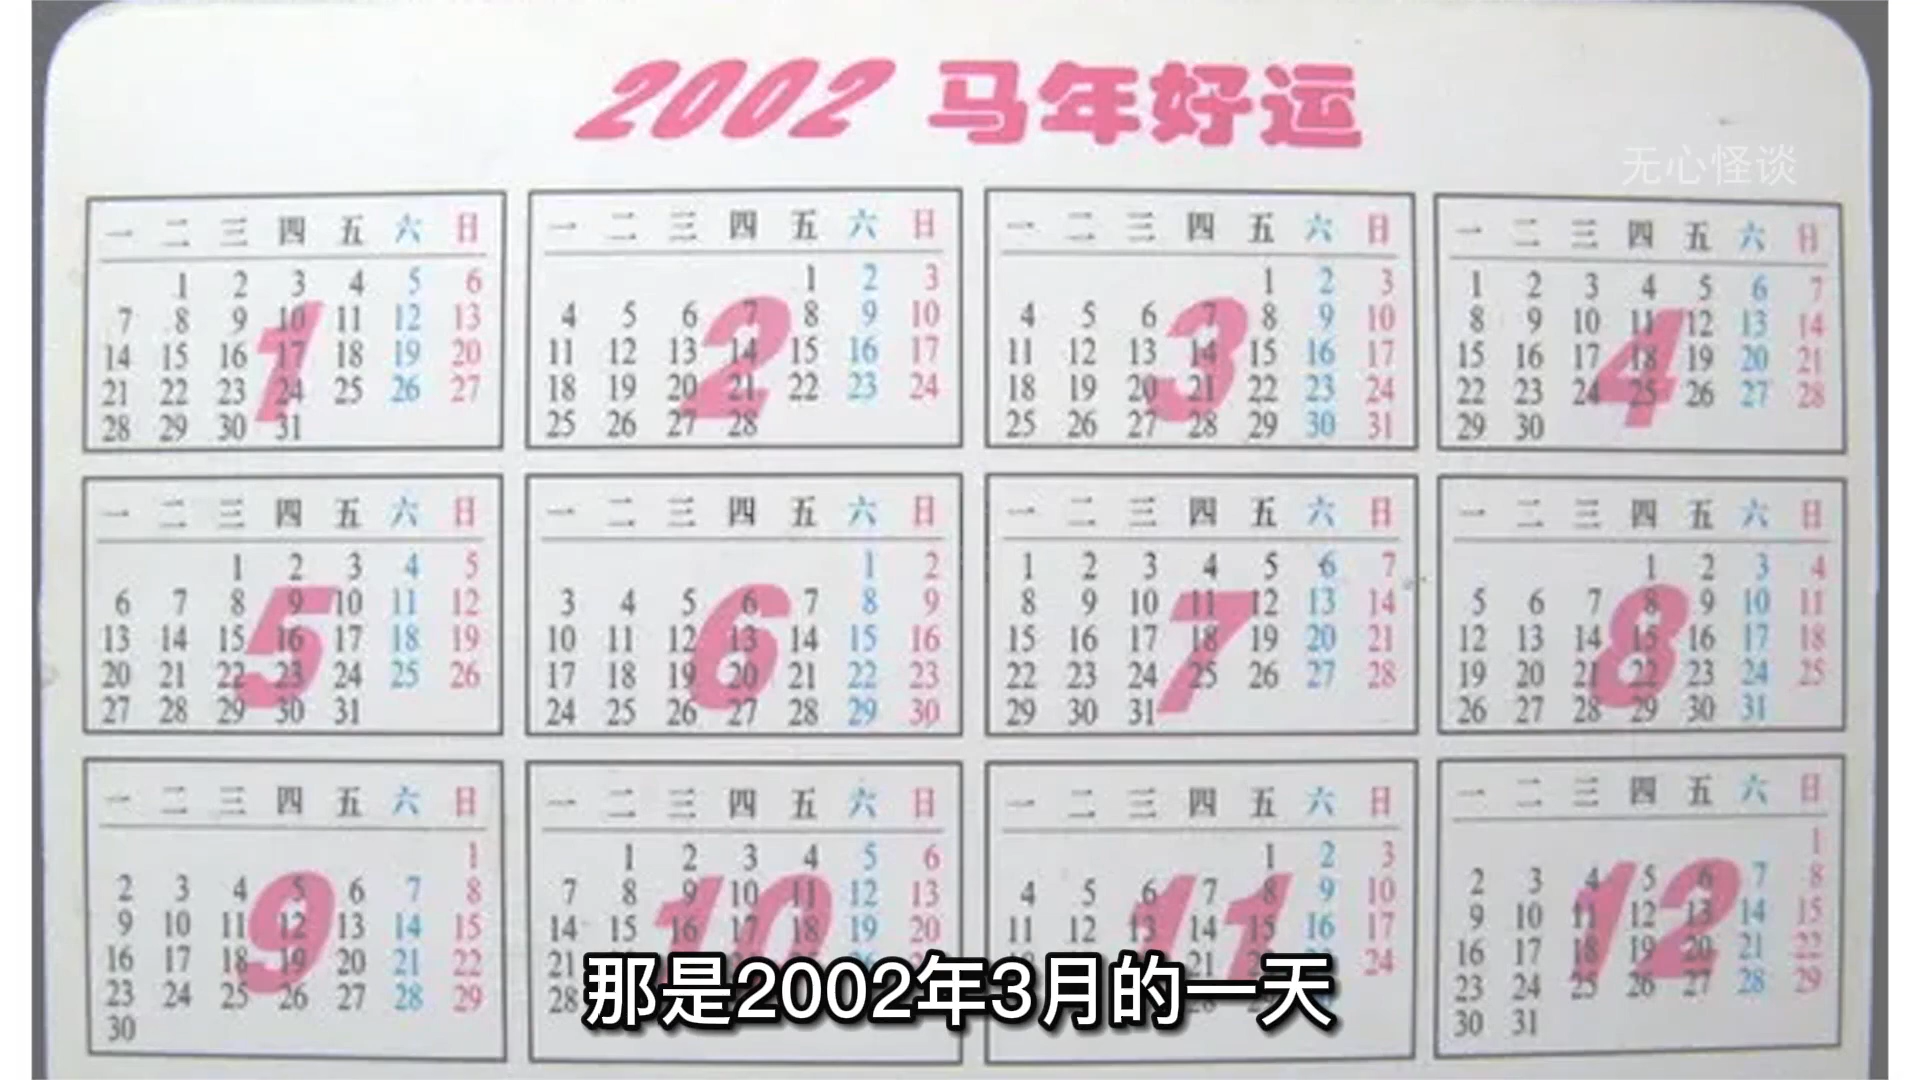 2002 马年好运
无心怪谈
一 二 三 四 五 六 日
1 2 3 4 5 6
7 8 9 10 11 12 13
14 15 16 17 18 19 20
21 22 23 24 25 26 27
28 29 30 31
1
一 二 三 四 五 六 日
1 2 3
4 5 6 7 8 9 10
11 12 13 14 15 16 17
18 19 20 21 22 23 24
25 26 27 28
2
一 二 三 四 五 六 日
1 2 3
4 5 6 7 8 9 10
11 12 13 14 15 16 17
18 19 20 21 22 23 24
25 26 27 28 29 30 31
3
一 二 三 四 五 六 日
1 2 3 4 5 6 7
8 9 10 11 12 13 14
15 16 17 18 19 20 21
22 23 24 25 26 27 28
29 30
4
一 二 三 四 五 六 日
1 2 3 4 5
6 7 8 9 10 11 12
13 14 15 16 17 18 19
20 21 22 23 24 25 26
27 28 29 30 31
5
一 二 三 四 五 六 日
1 2
3 4 5 6 7 8 9
10 11 12 13 14 15 16
17 18 19 20 21 22 23
24 25 26 27 28 29 30
6
一 二 三 四 五 六 日
1 2 3 4 5 6 7
8 9 10 11 12 13 14
15 16 17 18 19 20 21
22 23 24 25 26 27 28
29 30 31
7
一 二 三 四 五 六 日
1 2 3 4
5 6 7 8 9 10 11
12 13 14 15 16 17 18
19 20 21 22 23 24 25
26 27 28 29 30 31
8
一 二 三 四 五 六 日
1
2 3 4 5 6 7 8
9 10 11 12 13 14 15
16 17 18 19 20 21 22
23 24 25 26 27 28 29
30
9
一 二 三 四 五 六 日
1 2 3 4 5 6
7 8 9 10 11 12 13
14 15 16 17 18 19 20
21
28
10
一 二 三 四 五 六 日
1 2 3
4 5 6 7 8 9 10
11 12 13 14 15 16 17
21 24
11
一 二 三 四 五 六 日
1
2 3 4 5 6 7 8
9 10 11 12 13 14 15
16 17 18 19 20 21 22
23 24 25 26 27 28 29
30 31
12
那是2002年3月的一天